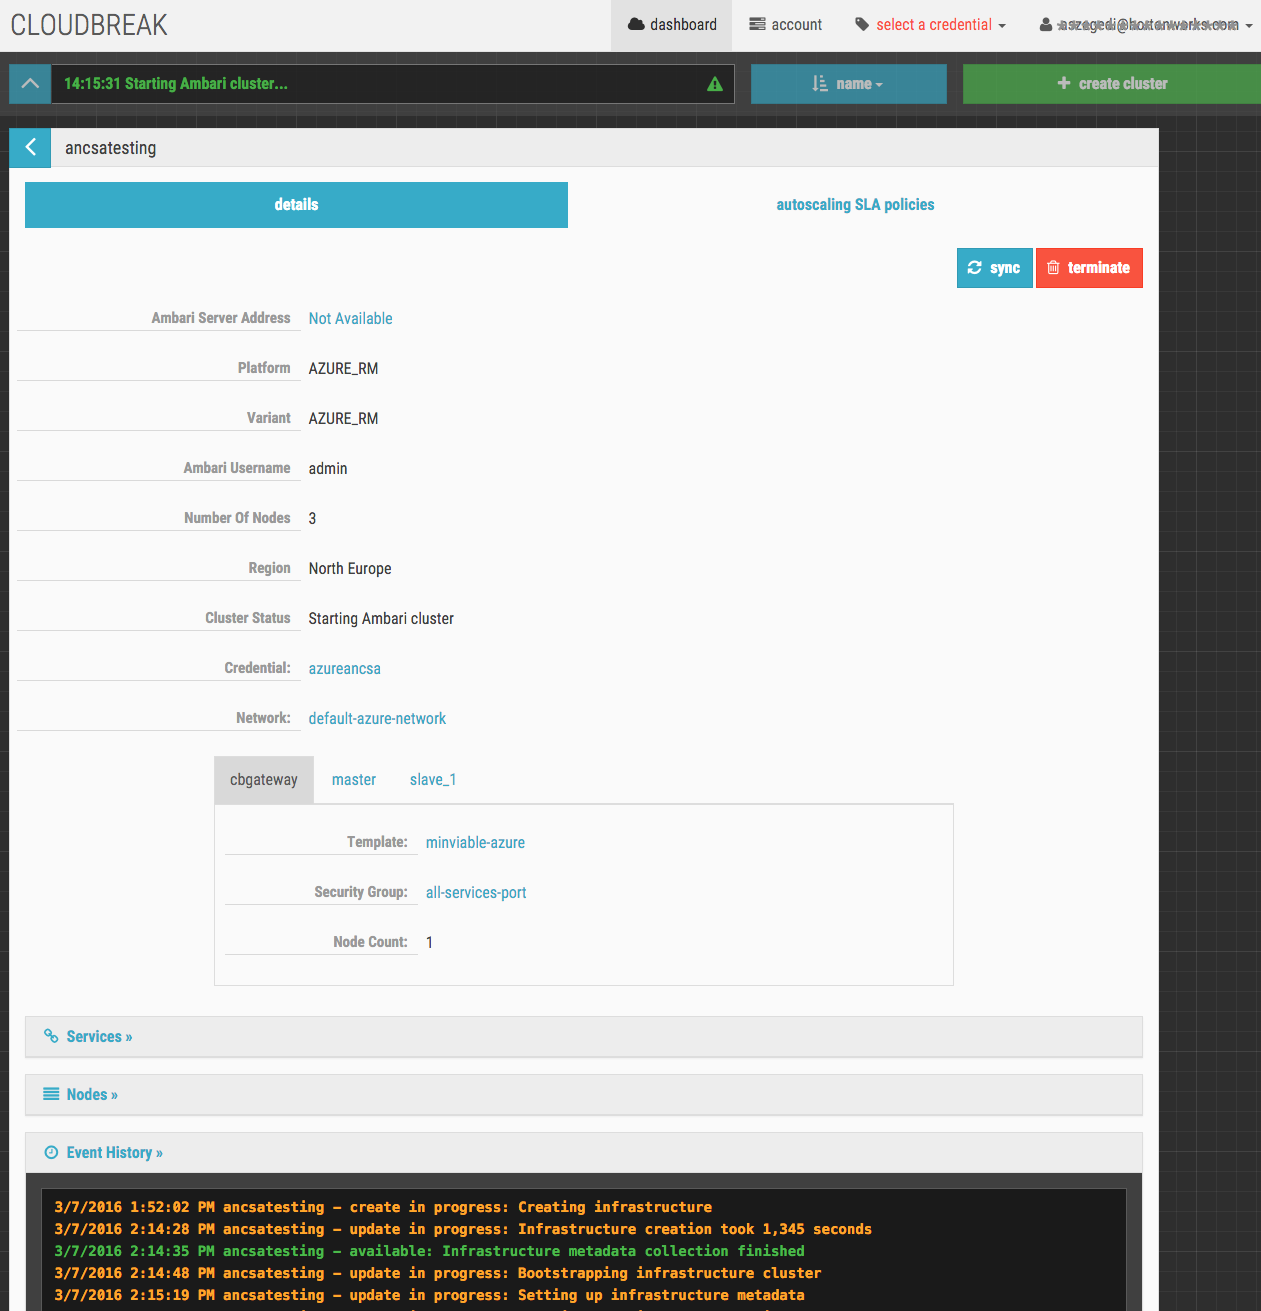 CLOUDBREAK
dashboard
account
select a credential
14:15:31 Starting Ambari cluster...
name
create cluster
ancsatesting
details
autoscaling SLA policies
sync
terminate
Ambari Server Address Not Available
Platform AZURE_RM
Variant AZURE_RM
Ambari Username admin
Number Of Nodes 3
Region North Europe
Cluster Status Starting Ambari cluster
Credential: azureancsa
Network: default-azure-network
cbgateway master slave_1
Template: minviable-azure
Security Group: all-services-port
Node Count: 1
Services »
Nodes »
Event History »
3/7/2016 1:52:02 PM ancsatesting - create in progress: Creating infrastructure
3/7/2016 2:14:28 PM ancsatesting - update in progress: Infrastructure creation took 1,345 seconds
3/7/2016 2:14:35 PM ancsatesting - available: Infrastructure metadata collection finished
3/7/2016 2:14:48 PM ancsatesting - update in progress: Bootstrapping infrastructure cluster
3/7/2016 2:15:19 PM ancsatesting - update in progress: Setting up infrastructure metadata